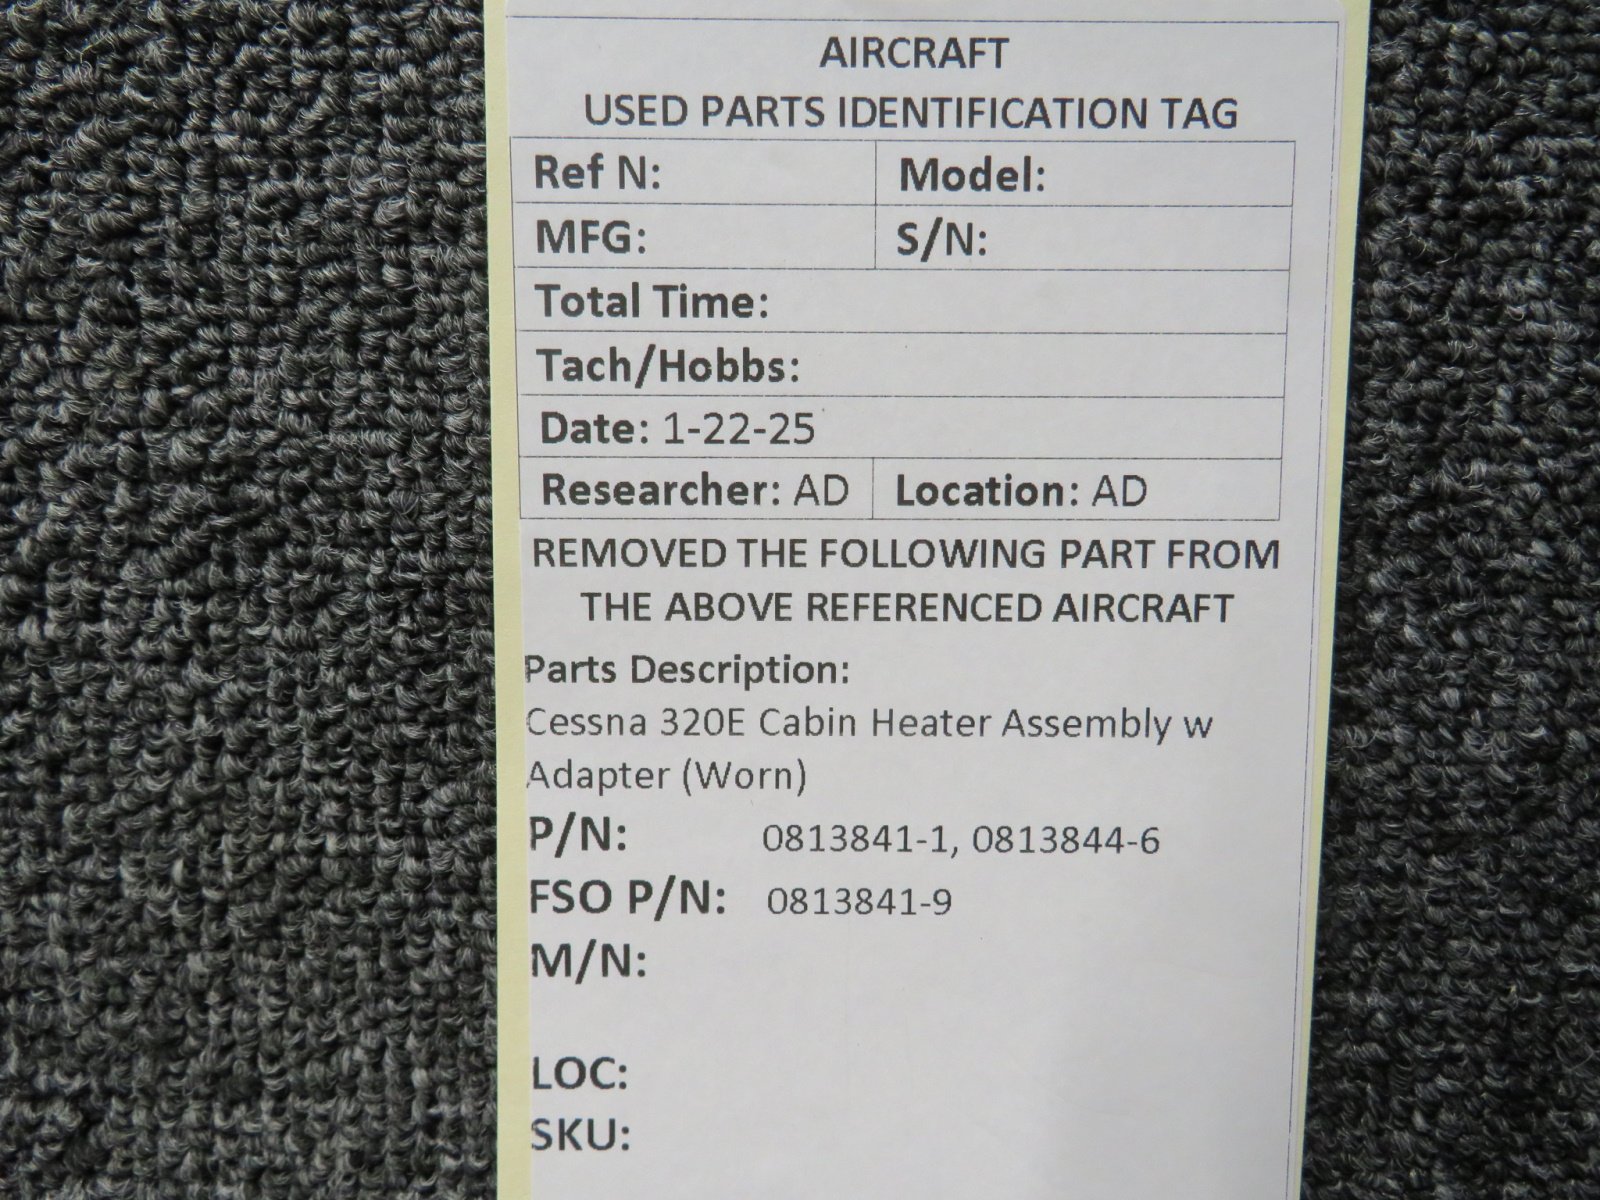 AIRCRAFT
USED PARTS IDENTIFICATION TAG
Ref N: Model:
MFG: S/N:
Total Time:
Tach/Hobbs:
Date: 1-22-25
Researcher: AD Location: AD
REMOVED THE FOLLOWING PART FROM
THE ABOVE REFERENCED AIRCRAFT
Parts Description:
Cessna 320E Cabin Heater Assembly w
Adapter (Worn)
P/N: 0813841-1, 0813844-6
FSO P/N: 0813841-9
M/N:
LOC:
SKU: